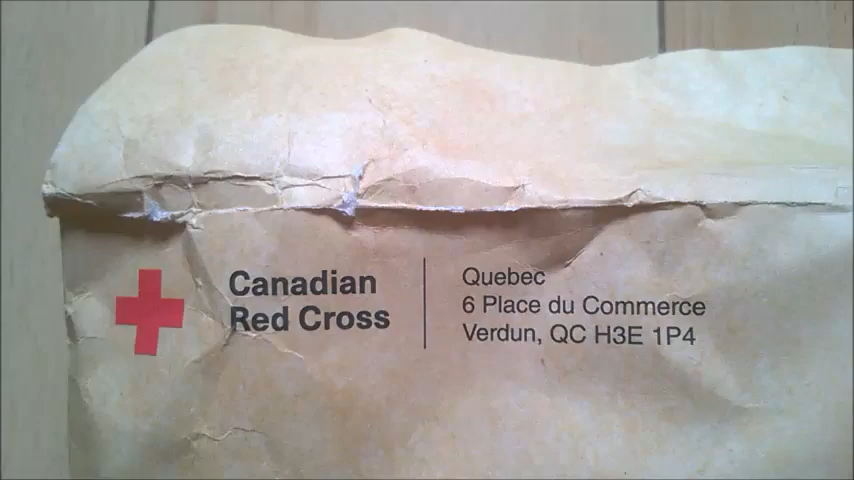 Canadian
Red Cross
Quebec
6 Place du Commerce
Verdun, QC H3E 1P4